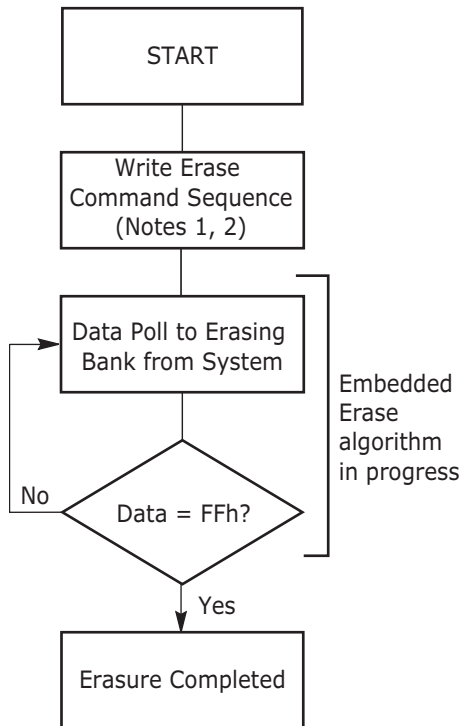 START
Write Erase
Command Sequence
(Notes 1, 2)
Data Poll to Erasing
Bank from System
Embedded
Erase
algorithm
in progress
No
Data = FFh?
Yes
Erasure Completed